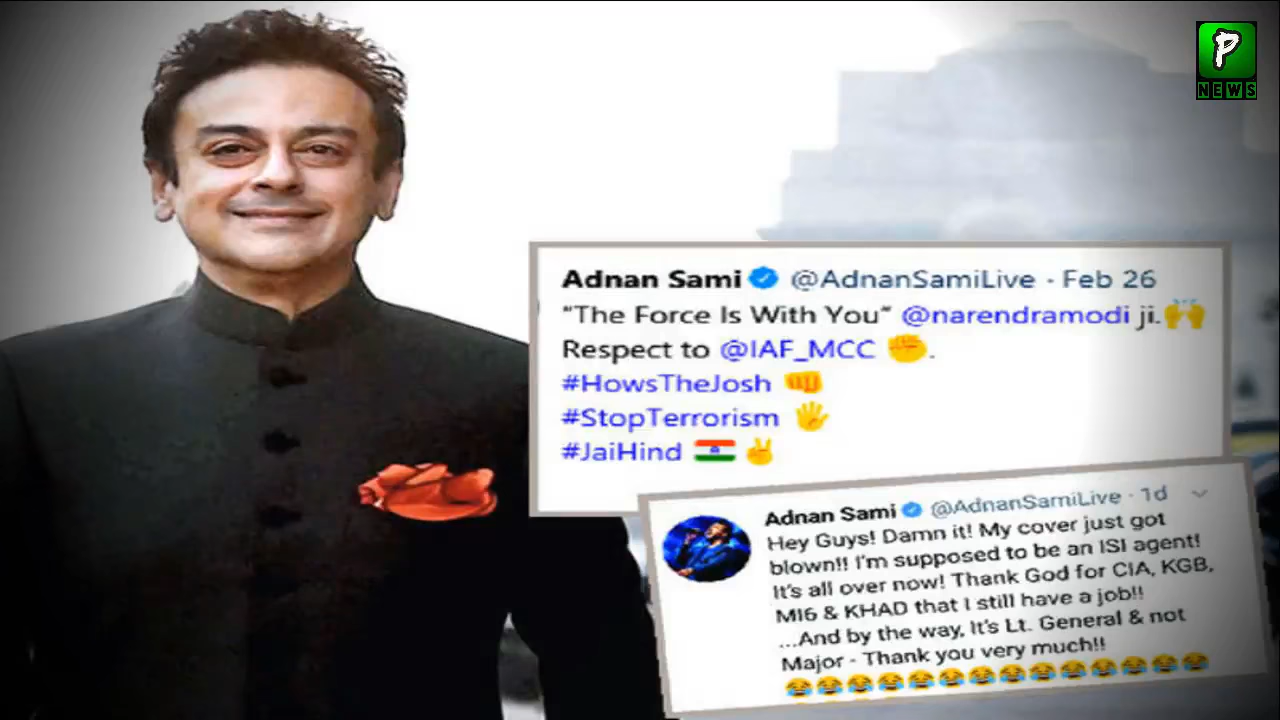 P
NEWS
Adnan Sami @AdnanSamiLive · Feb 26
“The Force Is With You” @narendramodi ji.🙌
Respect to @IAF_MCC ✊.
#HowsTheJosh 👊
#StopTerrorism 🖐
#JaiHind 🇮🇳✌
Adnan Sami @AdnanSamiLive · 1d
Hey Guys! Damn it! My cover just got
blown!! I'm supposed to be an ISI agent!
It's all over now! Thank God for CIA, KGB,
MI6 & KHAD that I still have a job!!
...And by the way, It's Lt. General & not
Major - Thank you very much!!
😂😂😂😂😂😂😂😂😂😂😂😂😂😂